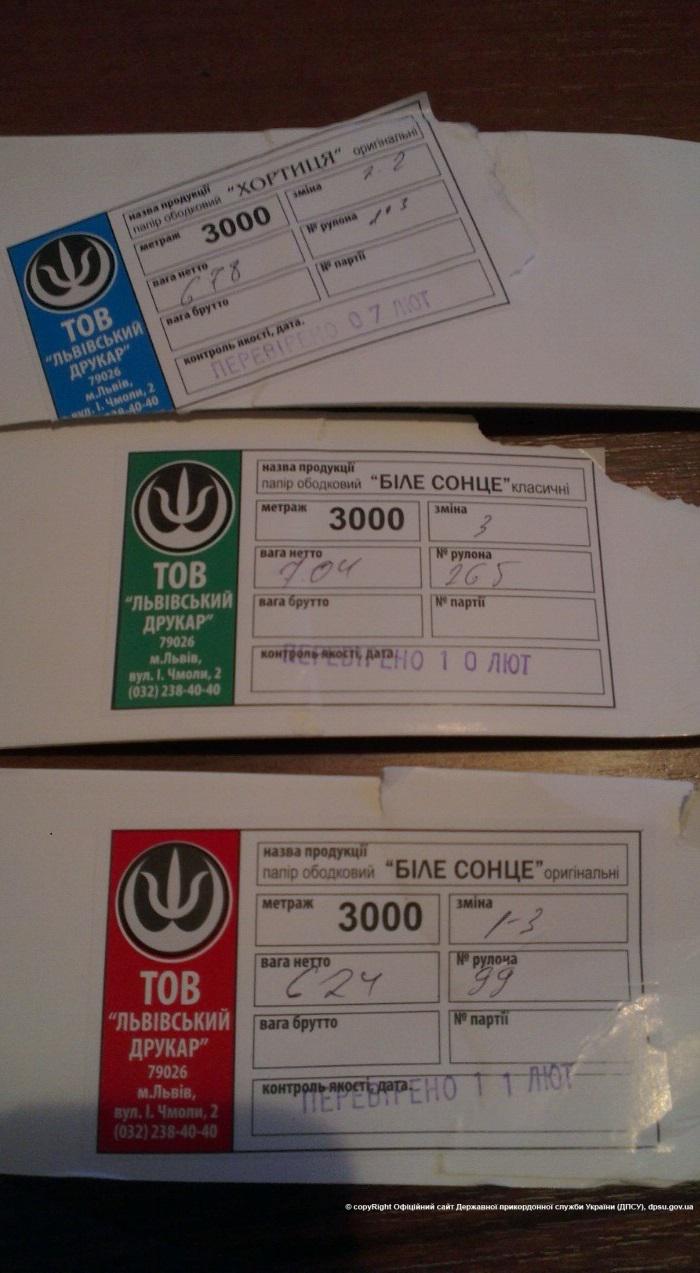 назва продукції
папір ободковий "ХОРТИЦЯ" оригінальні
метраж 3000 зміна 2-2
вага нетто 678 № рулона
вага брутто № партії
контроль якості, дата.
ПЕРЕВІРЕНО 07 ЛЮТ
ТОВ
"ЛЬВІВСЬКИЙ
ДРУКАР"
79026
м.Львів,
вул. І. Чмоли, 2
назва продукції
папір ободковий "БІЛЕ СОНЦЕ" класичні
метраж 3000 зміна 3
вага нетто 7.04 № рулона 265
вага брутто № партії
контроль якості, дата.
ПЕРЕВІРЕНО 10 ЛЮТ
ТОВ
"ЛЬВІВСЬКИЙ
ДРУКАР"
79026
м.Львів,
вул. І. Чмоли, 2
(032) 238-40-40
назва продукції
папір ободковий "БІЛЕ СОНЦЕ" оригінальні
метраж 3000 зміна 1-3
вага нетто 624 № рулона 99
вага брутто № партії
контроль якості, дата.
ПЕРЕВІРЕНО 11 ЛЮТ
ТОВ
"ЛЬВІВСЬКИЙ
ДРУКАР"
79026
м.Львів,
вул. І. Чмоли, 2
(032) 238-40-40
© copyRight Офіційний сайт Державної прикордонної служби України (ДПСУ), dpsu.gov.ua